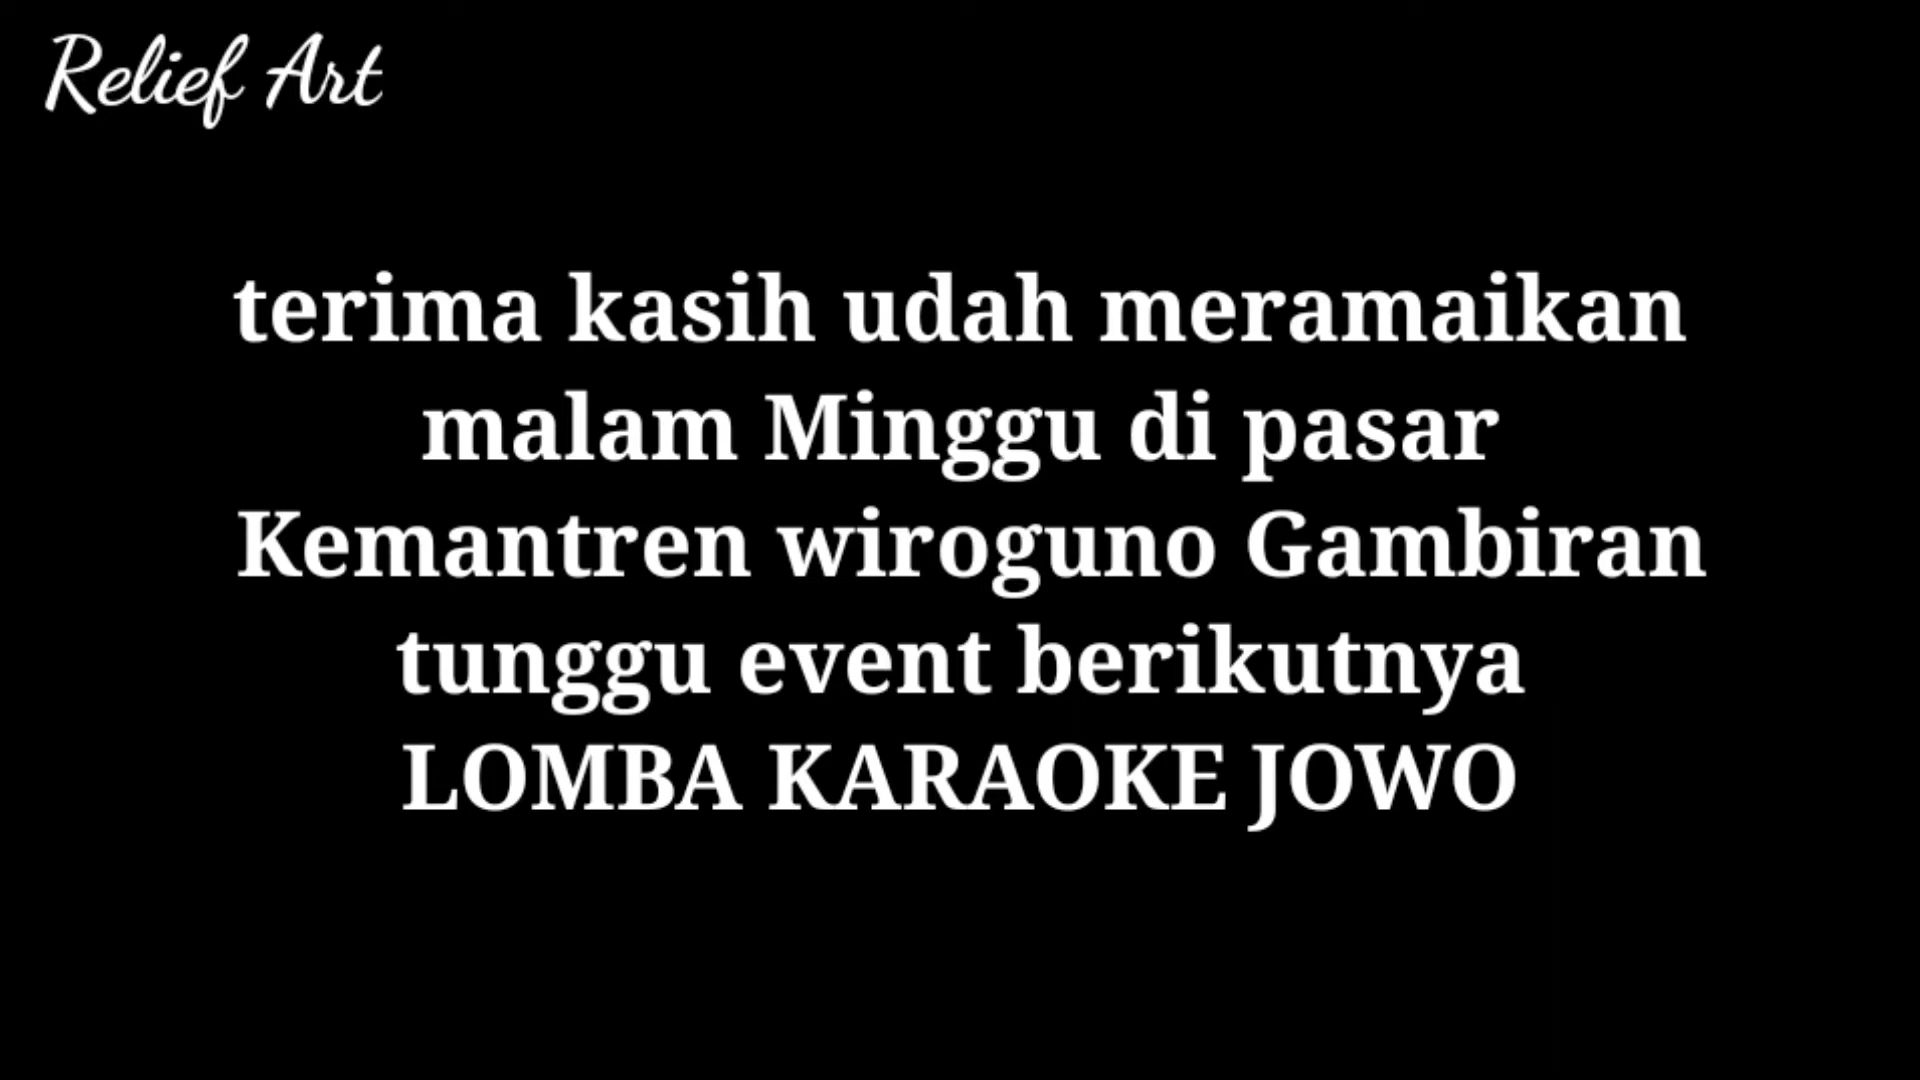 Relief Art
terima kasih udah meramaikan
malam Minggu di pasar
Kemantren wiroguno Gambiran
tunggu event berikutnya
LOMBA KARAOKE JOWO